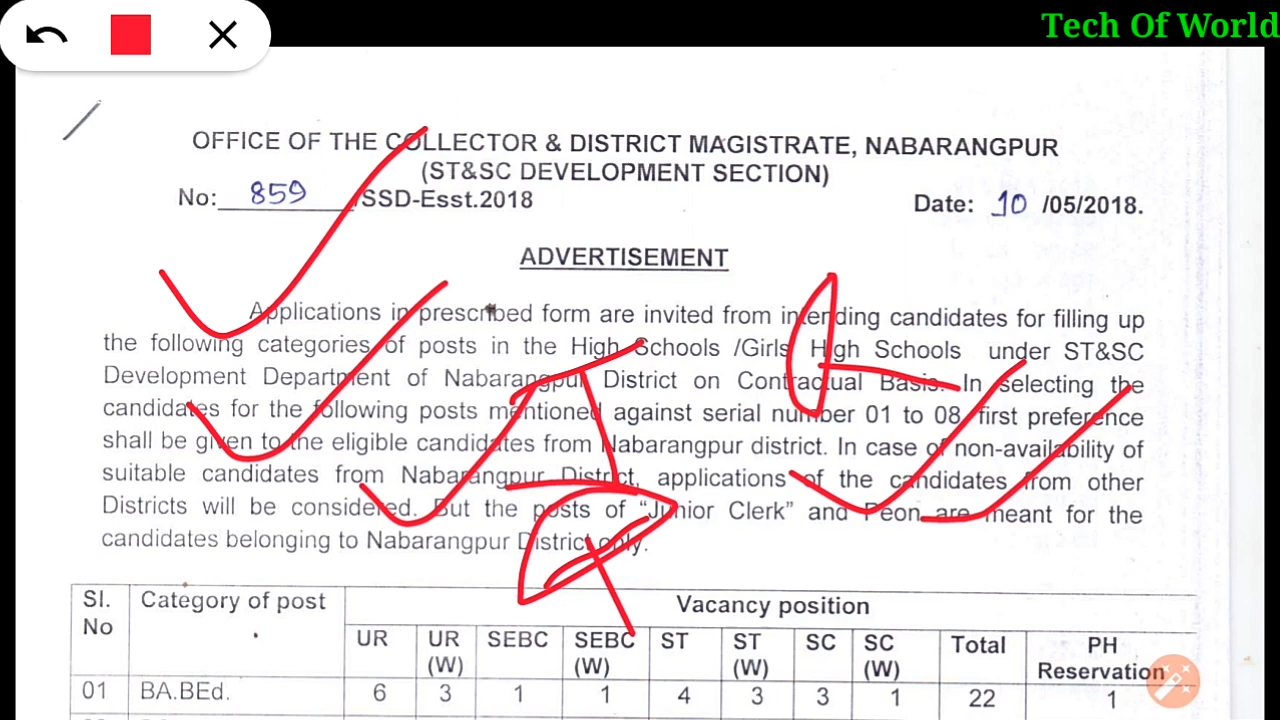 Tech Of World
OFFICE OF THE COLLECTOR & DISTRICT MAGISTRATE, NABARANGPUR
(ST&SC DEVELOPMENT SECTION)
No: 859 /SSD-Esst.2018 Date: 10 /05/2018.
ADVERTISEMENT
Applications in prescribed form are invited from intending candidates for filling up
the following categories of posts in the High Schools /Girls High Schools under ST&SC
Development Department of Nabarangpur District on Contractual Basis. In selecting the
candidates for the following posts mentioned against serial number 01 to 08, first preference
shall be given to the eligible candidates from Nabarangpur district. In case of non-availability of
suitable candidates from Nabarangpur District, applications of the candidates from other
Districts will be considered. But the posts of “Junior Clerk” and Peon are meant for the
candidates belonging to Nabarangpur District only.
Sl. No Category of post Vacancy position
UR UR (W) SEBC SEBC (W) ST ST (W) SC SC (W) Total PH Reservation
01 BA.BEd. 6 3 1 1 4 3 3 1 22 1